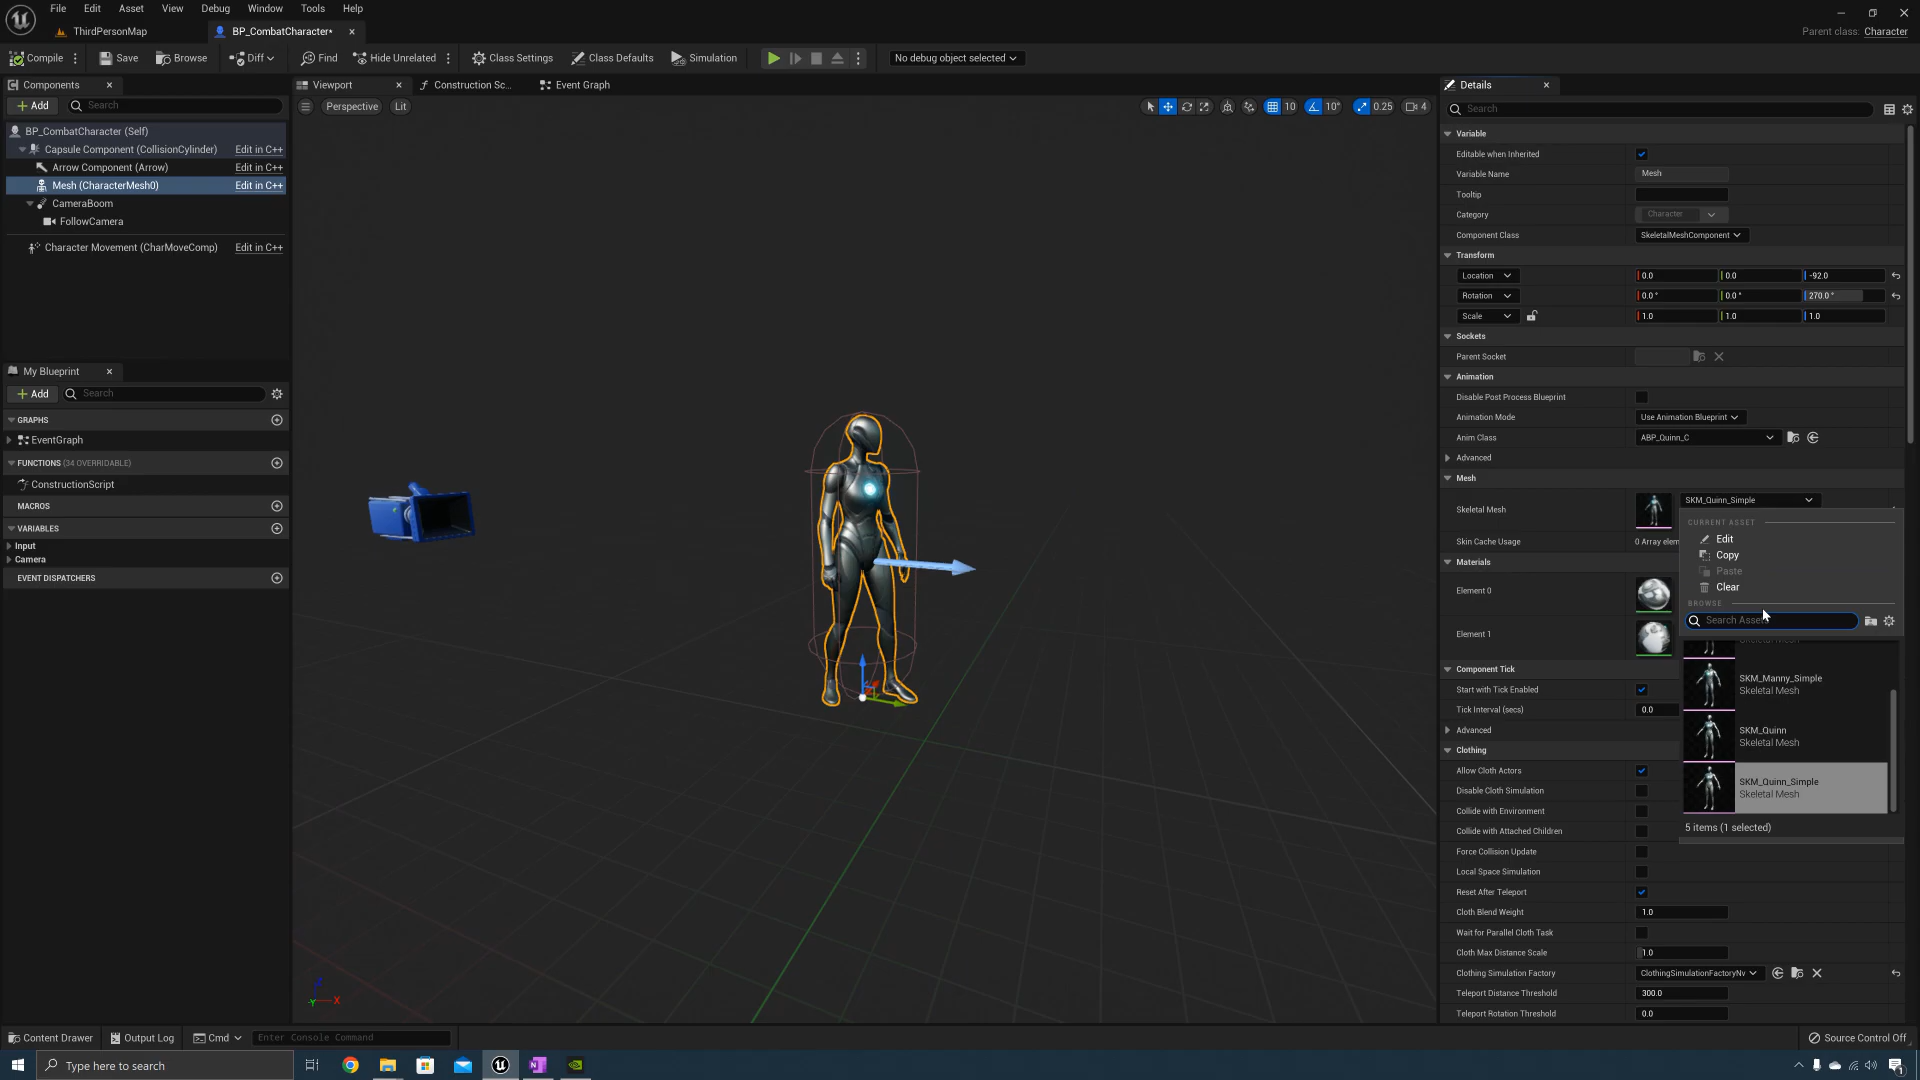 File Edit Asset View Debug Window Tools Help
ThirdPersonMap BP_CombatCharacter*
Parent class: Character
Compile Save Browse Diff Find Hide Unrelated Class Settings Class Defaults Simulation No debug object selected
Components
Add Search
BP_CombatCharacter (Self)
Capsule Component (CollisionCylinder) Edit in C++
Arrow Component (Arrow) Edit in C++
Mesh (CharacterMesh0) Edit in C++
CameraBoom
FollowCamera
Character Movement (CharMoveComp) Edit in C++
My Blueprint
Add Search
GRAPHS
EventGraph
FUNCTIONS (34 OVERRIDABLE)
ConstructionScript
MACROS
VARIABLES
Input
Camera
EVENT DISPATCHERS
Viewport Construction Sc... Event Graph
Perspective Lit
10 10° 0.25 4
Z
Y X
Details
Search
Variable
Editable when Inherited
Variable Name Mesh
Tooltip
Category Character
Component Class SkeletalMeshComponent
Transform
Location 0.0 0.0 -92.0
Rotation 0.0 ° 0.0 ° 270.0 °
Scale 1.0 1.0 1.0
Sockets
Parent Socket
Animation
Disable Post Process Blueprint
Animation Mode Use Animation Blueprint
Anim Class ABP_Quinn_C
Advanced
Mesh
Skeletal Mesh SKM_Quinn_Simple
Skin Cache Usage 0 Array elem
Materials
Element 0
Element 1
Component Tick
Start with Tick Enabled
Tick Interval (secs) 0.0
Advanced
Clothing
Allow Cloth Actors
Disable Cloth Simulation
Collide with Environment
Collide with Attached Children
Force Collision Update
Local Space Simulation
Reset After Teleport
Cloth Blend Weight 1.0
Wait for Parallel Cloth Task
Cloth Max Distance Scale 1.0
Clothing Simulation Factory ClothingSimulationFactoryNv
Teleport Distance Threshold 300.0
Teleport Rotation Threshold 0.0
CURRENT ASSET
Edit
Copy
Paste
Clear
BROWSE
Search Assets
SKM_Manny_Simple
Skeletal Mesh
SKM_Quinn
Skeletal Mesh
SKM_Quinn_Simple
Skeletal Mesh
5 items (1 selected)
Content Drawer Output Log Cmd Enter Console Command
Source Control Off
Type here to search
1